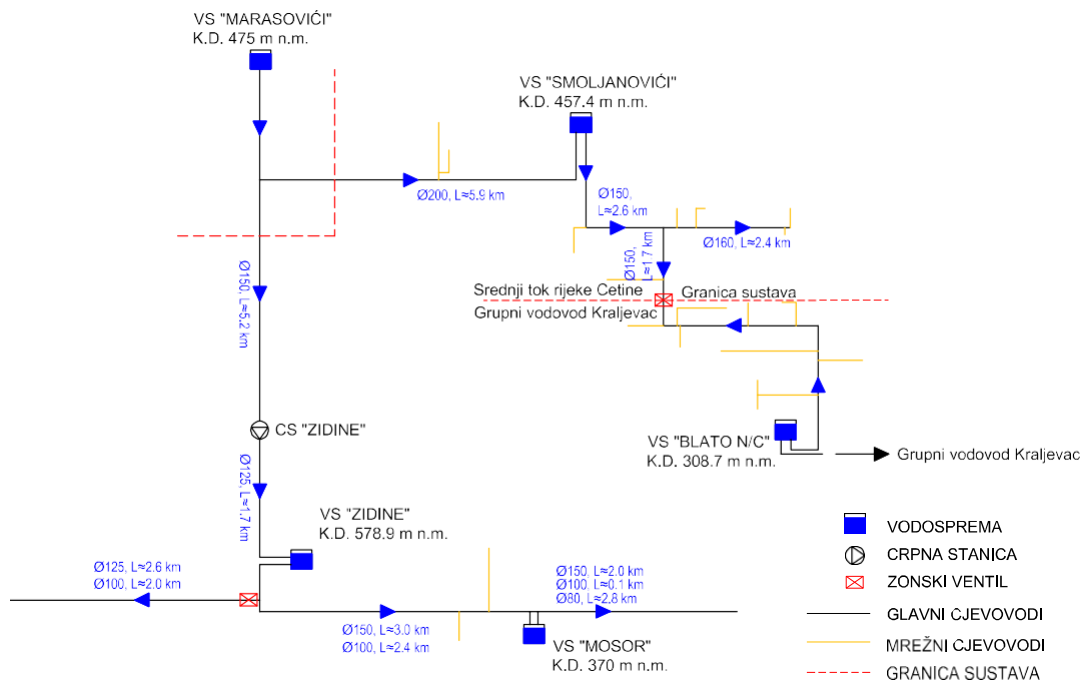 VS "MARASOVIĆI"
K.D. 475 m n.m.
VS "SMOLJANOVIĆI"
K.D. 457.4 m n.m.
Ø200, L≈5.9 km
Ø150,
L≈2.6 km
Ø160, L≈2.4 km
Ø150,
L≈1.7 km
Ø150, L≈5.2 km
Srednji tok rijeke Cetine
Granica sustava
Grupni vodovod Kraljevac
CS "ZIDINE"
VS "BLATO N/C"
K.D. 308.7 m n.m.
Grupni vodovod Kraljevac
Ø125, L≈1.7 km
VS "ZIDINE"
K.D. 578.9 m n.m.
Ø125, L≈2.6 km
Ø100, L≈2.0 km
Ø150, L≈2.0 km
Ø100, L≈0.1 km
Ø80, L≈2.8 km
Ø150, L≈3.0 km
Ø100, L≈2.4 km
VS "MOSOR"
K.D. 370 m n.m.
VODOSPREMA
CRPNA STANICA
ZONSKI VENTIL
GLAVNI CJEVOVODI
MREŽNI CJEVOVODI
GRANICA SUSTAVA